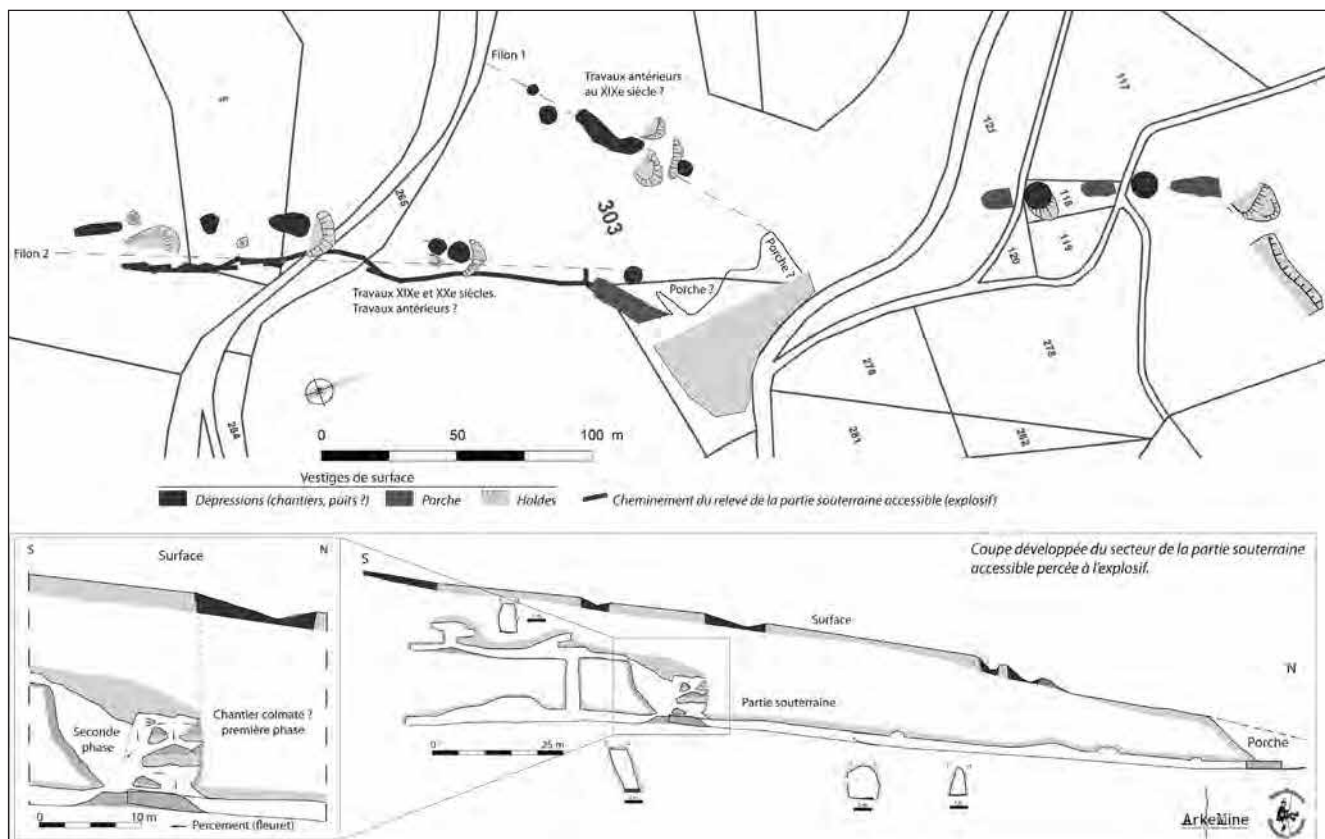 Filon 1
Travaux antérieurs
au XIXe siècle ?
117
121
265
303
118
119
120
Filon 2
Porche ?
Porche ?
Travaux XIXe et XXe siècles.
Travaux antérieurs ?
276
278
284
281
282
0 50 100 m
Vestiges de surface
Dépressions (chantiers, puits ?) Porche Haldes Cheminement du relevé de la partie souterraine accessible (explosif)
S Surface N
Seconde
phase
Chantier colmaté ?
première phase
0 10 m Percement (fleuret)
Coupe développée du secteur de la partie souterraine
accessible percée à l'explosif.
S
Surface
N
Partie souterraine
Porche
0 25 m
ArkeMine